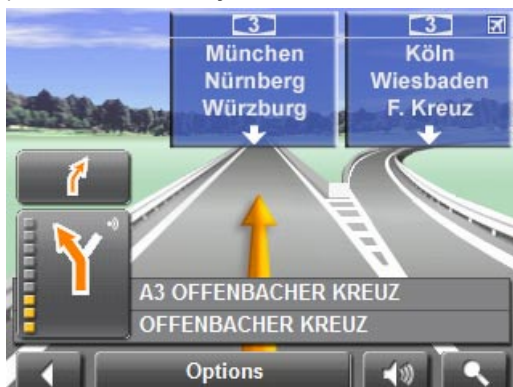 3
München
Nürnberg
Würzburg
3
Köln
Wiesbaden
F. Kreuz
A3 OFFENBACHER KREUZ
OFFENBACHER KREUZ
Options